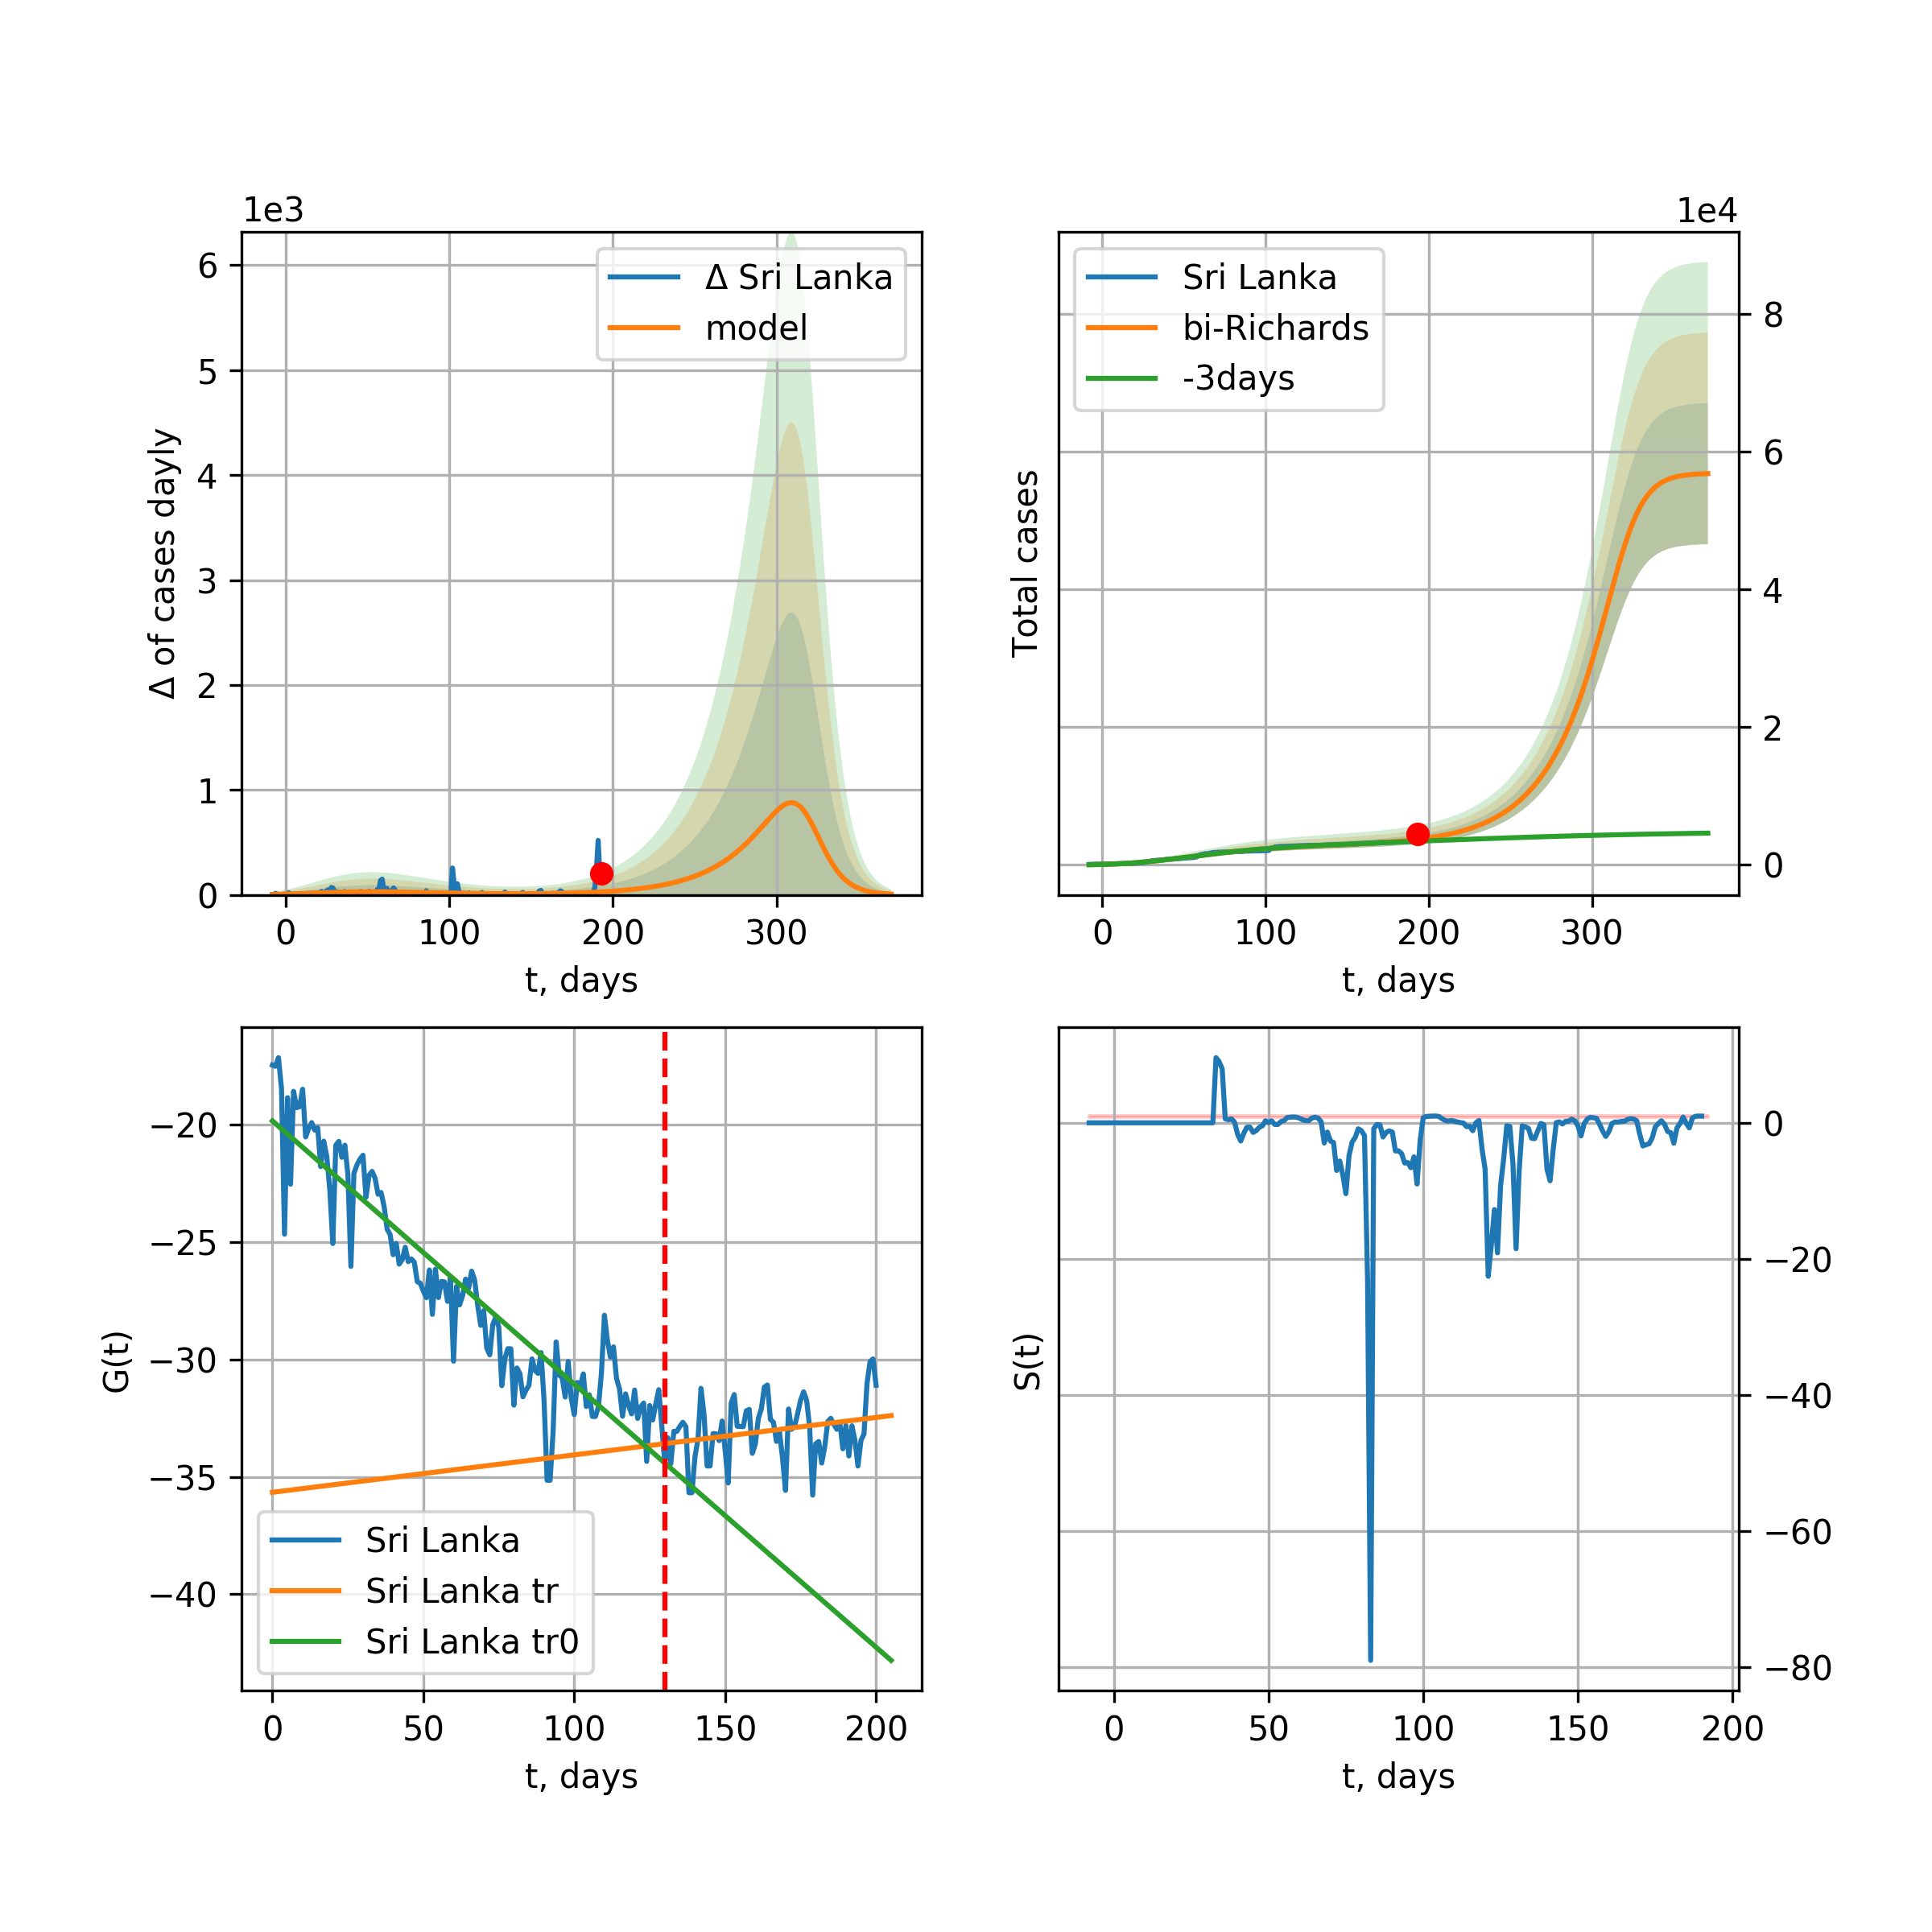 1e3
Δ of cases dayly
6
5
4
3
2
1
0
Δ Sri Lanka
model
0 100 200 300
t, days
1e4
Total cases
Sri Lanka
bi-Richards
-3days
8
6
4
2
0
0 100 200 300
t, days
G(t)
−20
−25
−30
−35
−40
Sri Lanka
Sri Lanka tr
Sri Lanka tr0
0 50 100 150 200
t, days
S(t)
0
−20
−40
−60
−80
0 50 100 150 200
t, days